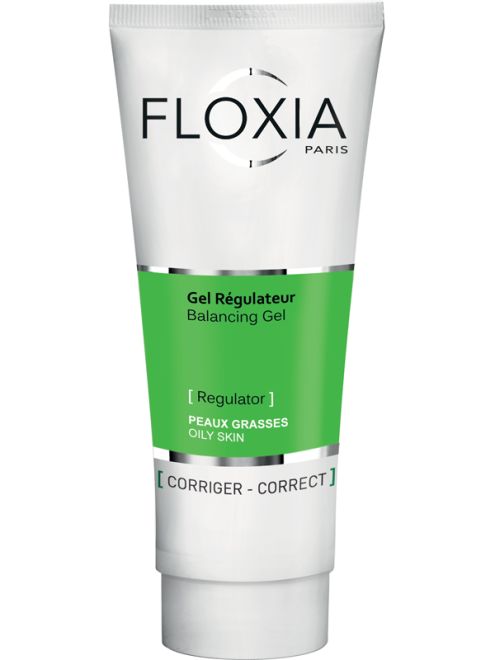 FLOXIA
PARIS
Gel Régulateur
Balancing Gel
[ Regulator ]
PEAUX GRASSES
OILY SKIN
[ CORRIGER - CORRECT ]